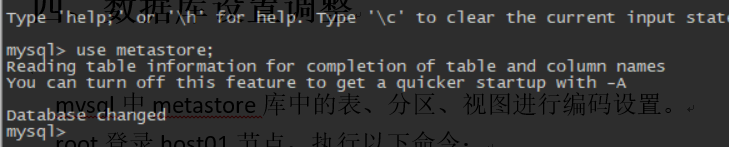 四、数据库设置调整。
Type 'help;' or '\h' for help. Type '\c' to clear the current input stat
mysql> use metastore;
Reading table information for completion of table and column names
You can turn off this feature to get a quicker startup with -A
mysql 中 metastore 库中的表、分区、视图进行编码设置。
Database changed
mysql>
root 登录 host01 节点,执行以下命令: